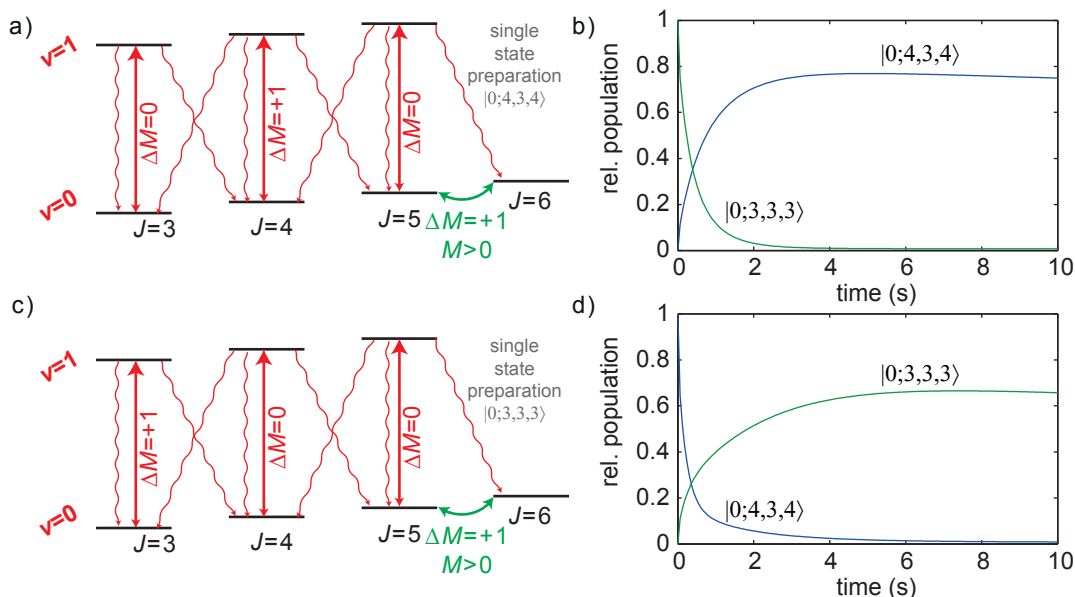 a)
v=1
v=0
ΔM=0
ΔM=+1
ΔM=0
single
state
preparation
|0;4,3,4⟩
J=3
J=4
J=5
J=6
ΔM=+1
M>0
b)
rel. population
1
0.8
0.6
0.4
0.2
0
|0;4,3,4⟩
|0;3,3,3⟩
0 2 4 6 8 10
time (s)
c)
v=1
v=0
ΔM=+1
ΔM=0
ΔM=0
single
state
preparation
|0;3,3,3⟩
J=3
J=4
J=5
J=6
ΔM=+1
M>0
d)
rel. population
1
0.8
0.6
0.4
0.2
0
|0;3,3,3⟩
|0;4,3,4⟩
0 2 4 6 8 10
time (s)